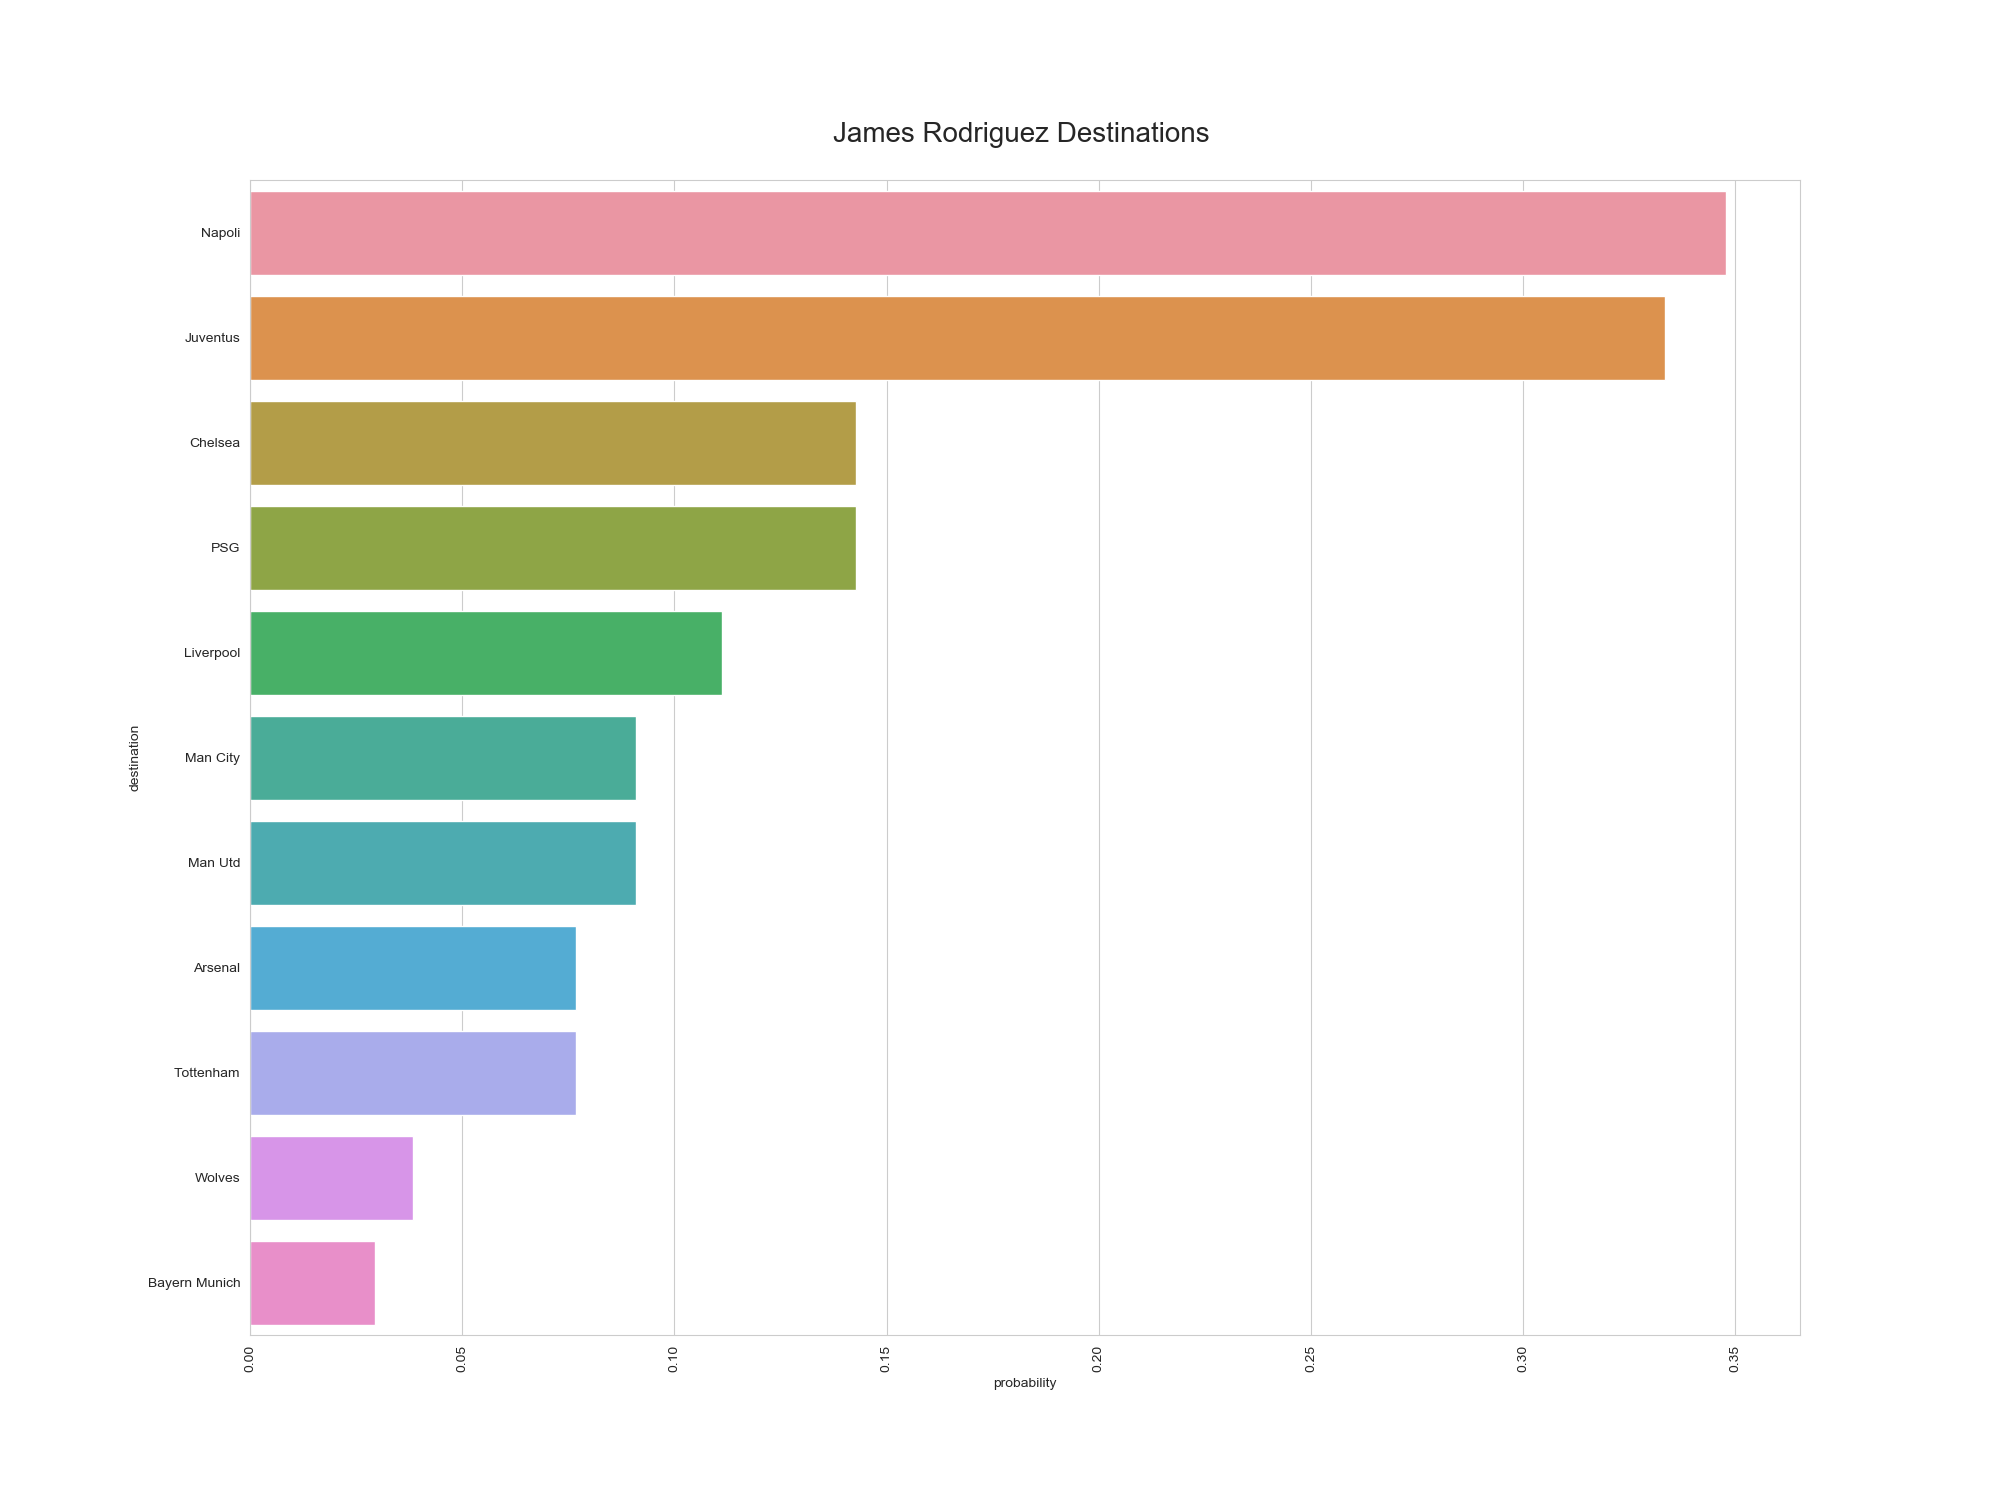 James Rodriguez Destinations
Napoli
Juventus
Chelsea
PSG
Liverpool
Man City
Man Utd
Arsenal
Tottenham
Wolves
Bayern Munich
destination
0.00
0.05
0.10
0.15
0.20
0.25
0.30
0.35
probability